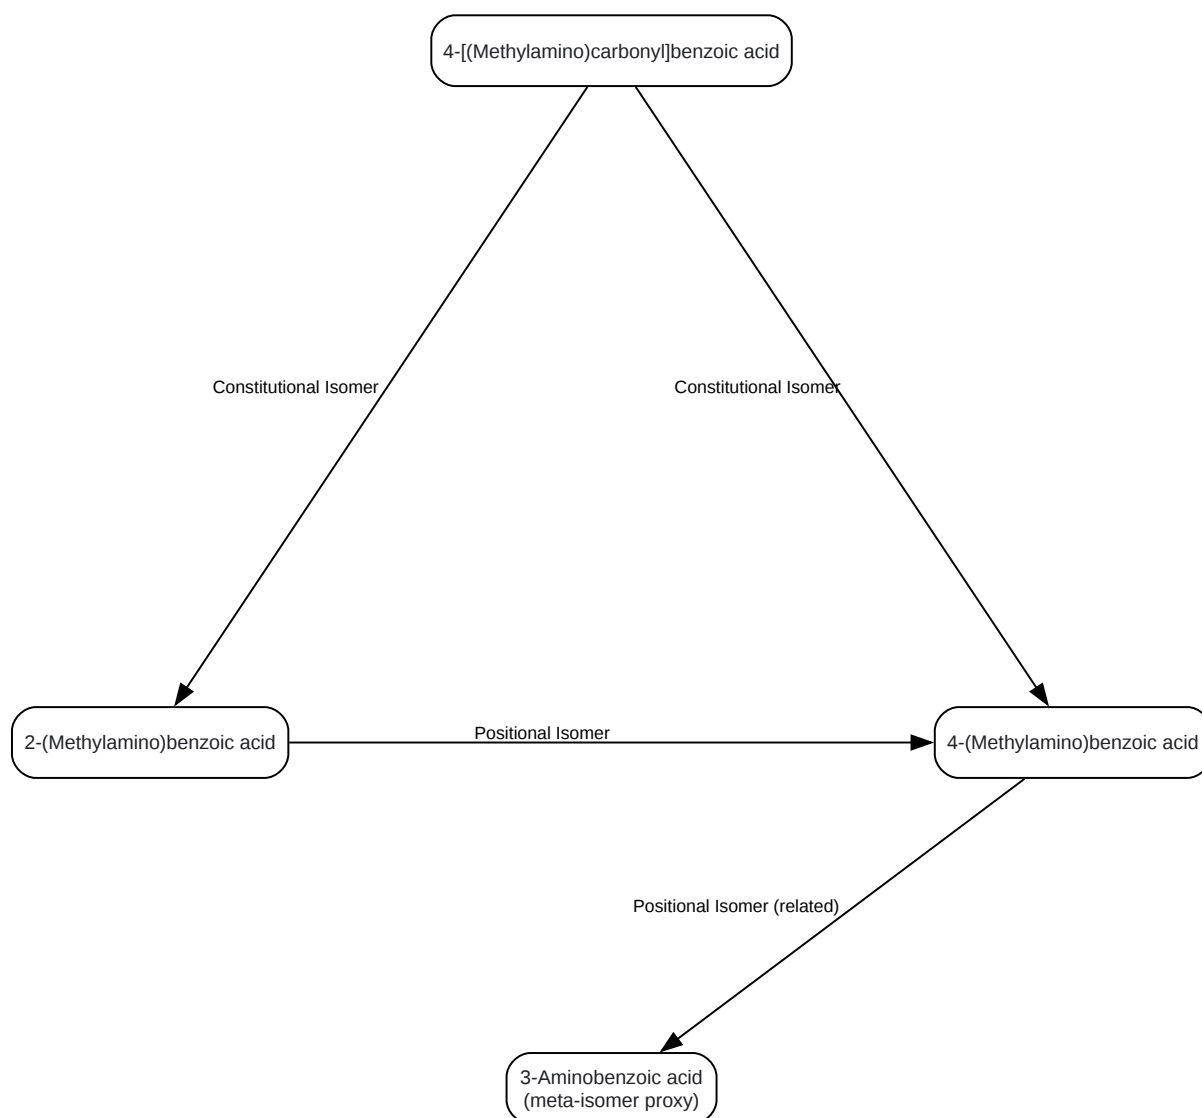 4-[(Methylamino)carbonyl]benzoic acid
Constitutional Isomer
Constitutional Isomer
Positional Isomer
2-(Methylamino)benzoic acid
4-(Methylamino)benzoic acid
Positional Isomer (related)
3-Aminobenzoic acid
(meta-isomer proxy)